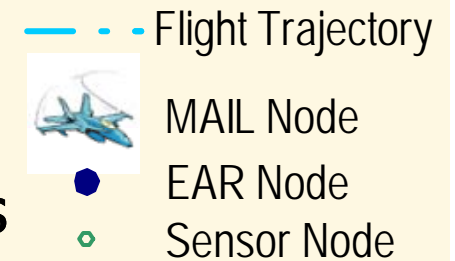 Flight Trajectory
MAIL Node
EAR Node
s
Sensor Node